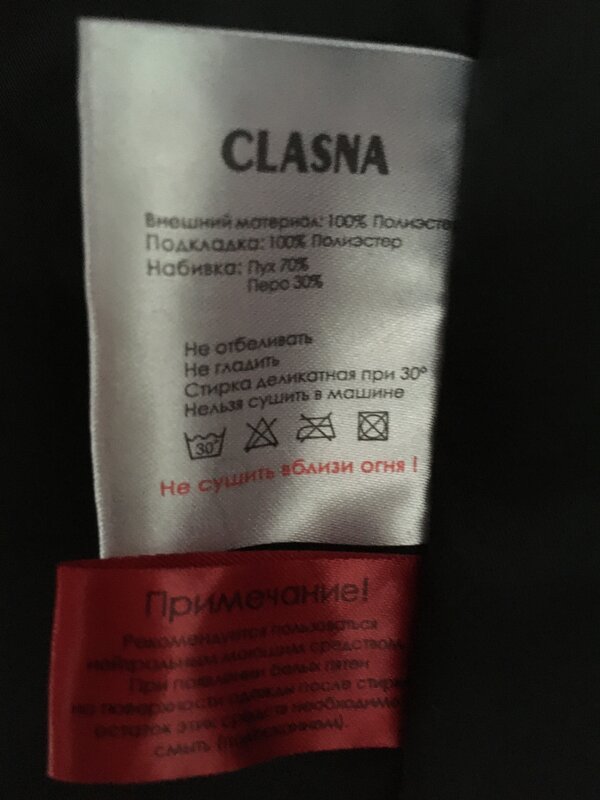 CLASNA
Внешний материал: 100% Полиэстер
Подкладка: 100% Полиэстер
Набивка: Пух 70%
Перо 30%
Не отбеливать
Не гладить
Стирка деликатная при 30°
Нельзя сушить в машине
30°
Не сушить вблизи огня !
Примечание!
Рекомендуется пользоваться
нейтральным моющим средством.
При появлении белых пятен
на поверхности одежды после стирки
остаток этих средств необходимо
смыть (прополоскать).